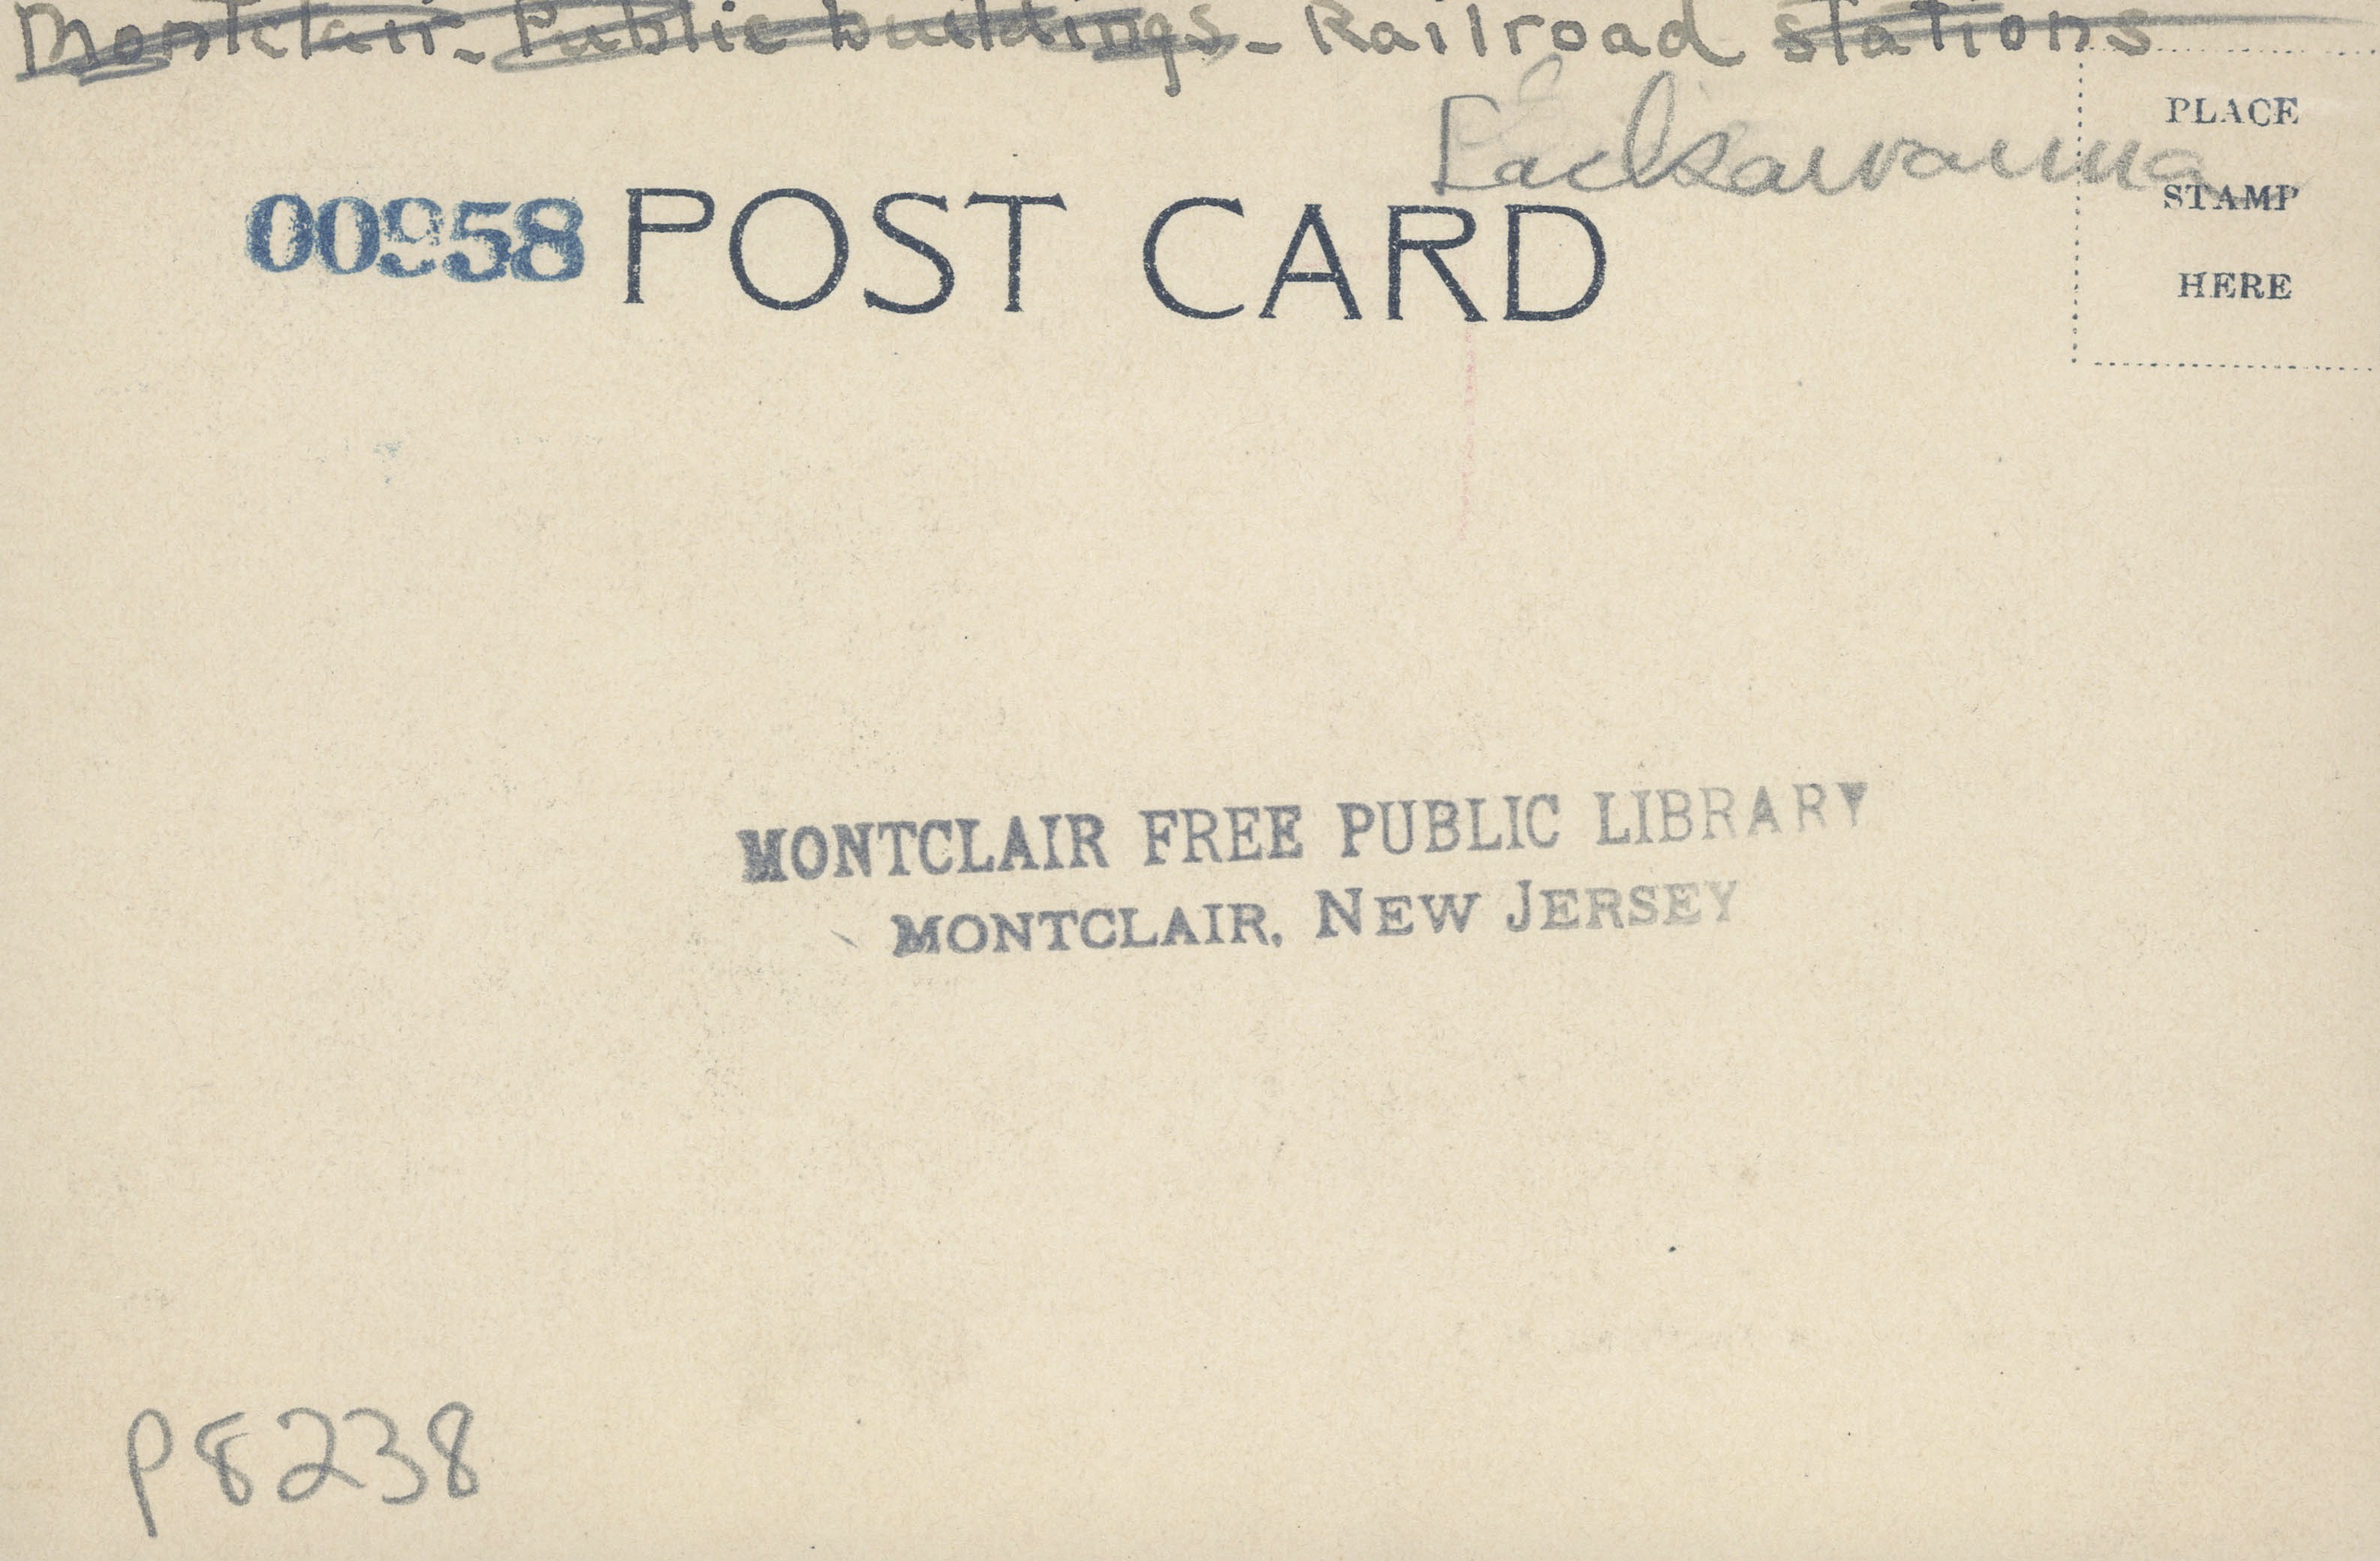 Montclair - Public buildings - Railroad stations
Lackawanna
PLACE
STAMP
HERE
00958 POST CARD
MONTCLAIR FREE PUBLIC LIBRARY
MONTCLAIR, NEW JERSEY
P8238